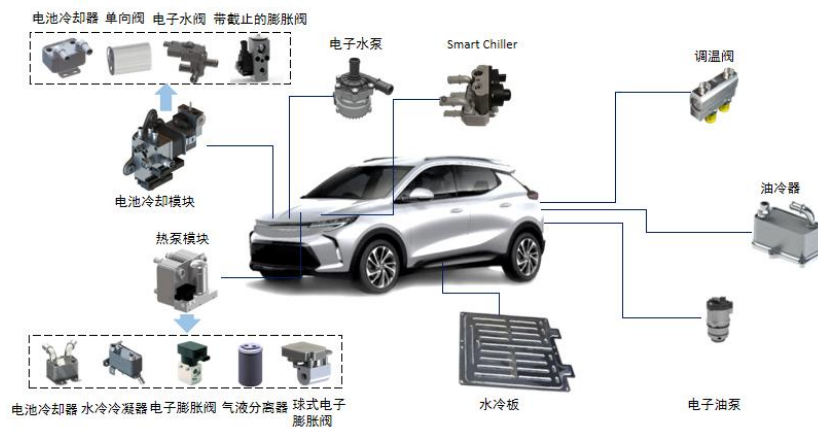 电池冷却器 单向阀 电子水阀 带截止的膨胀阀
电子水泵
Smart Chiller
调温阀
电池冷却模块
油冷器
热泵模块
电池冷却器 水冷冷凝器 电子膨胀阀 气液分离器 球式电子
膨胀阀
水冷板
电子油泵